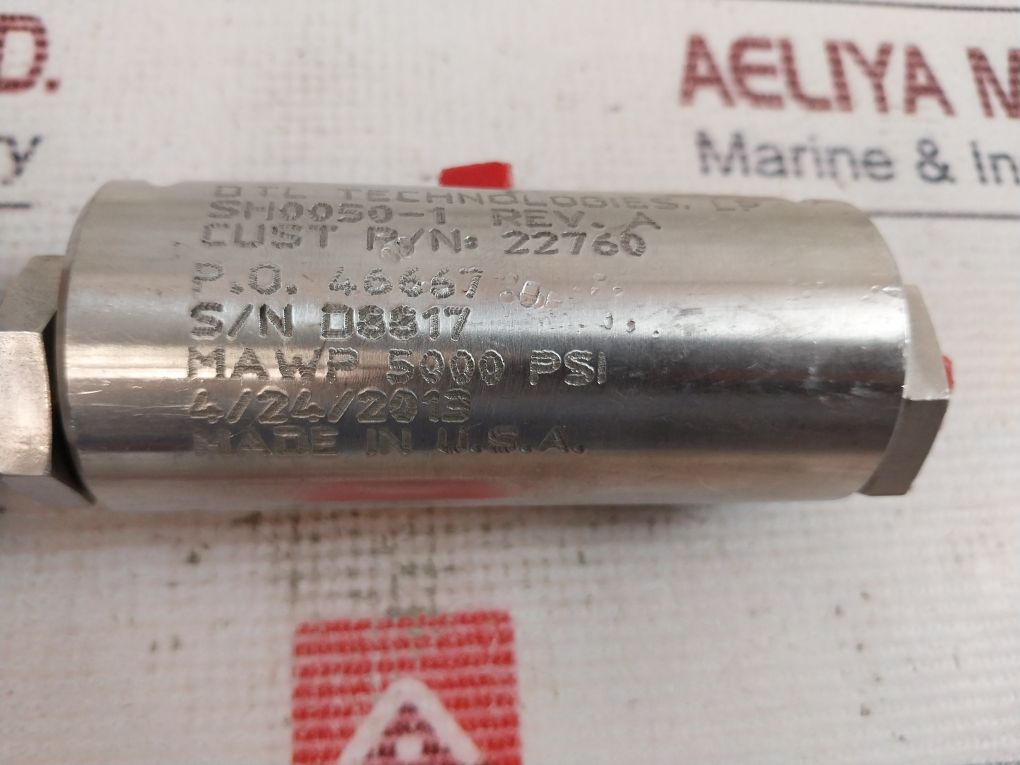 D.
AELIYA M
ry
Marine & In
DTL TECHNOLOGIES, LP
SH0050-1 REV. A
CUST P/N: 22760
P.O. 46667
S/N D8817
MAWP 5000 PSI
4/24/2013
MADE IN U.S.A.